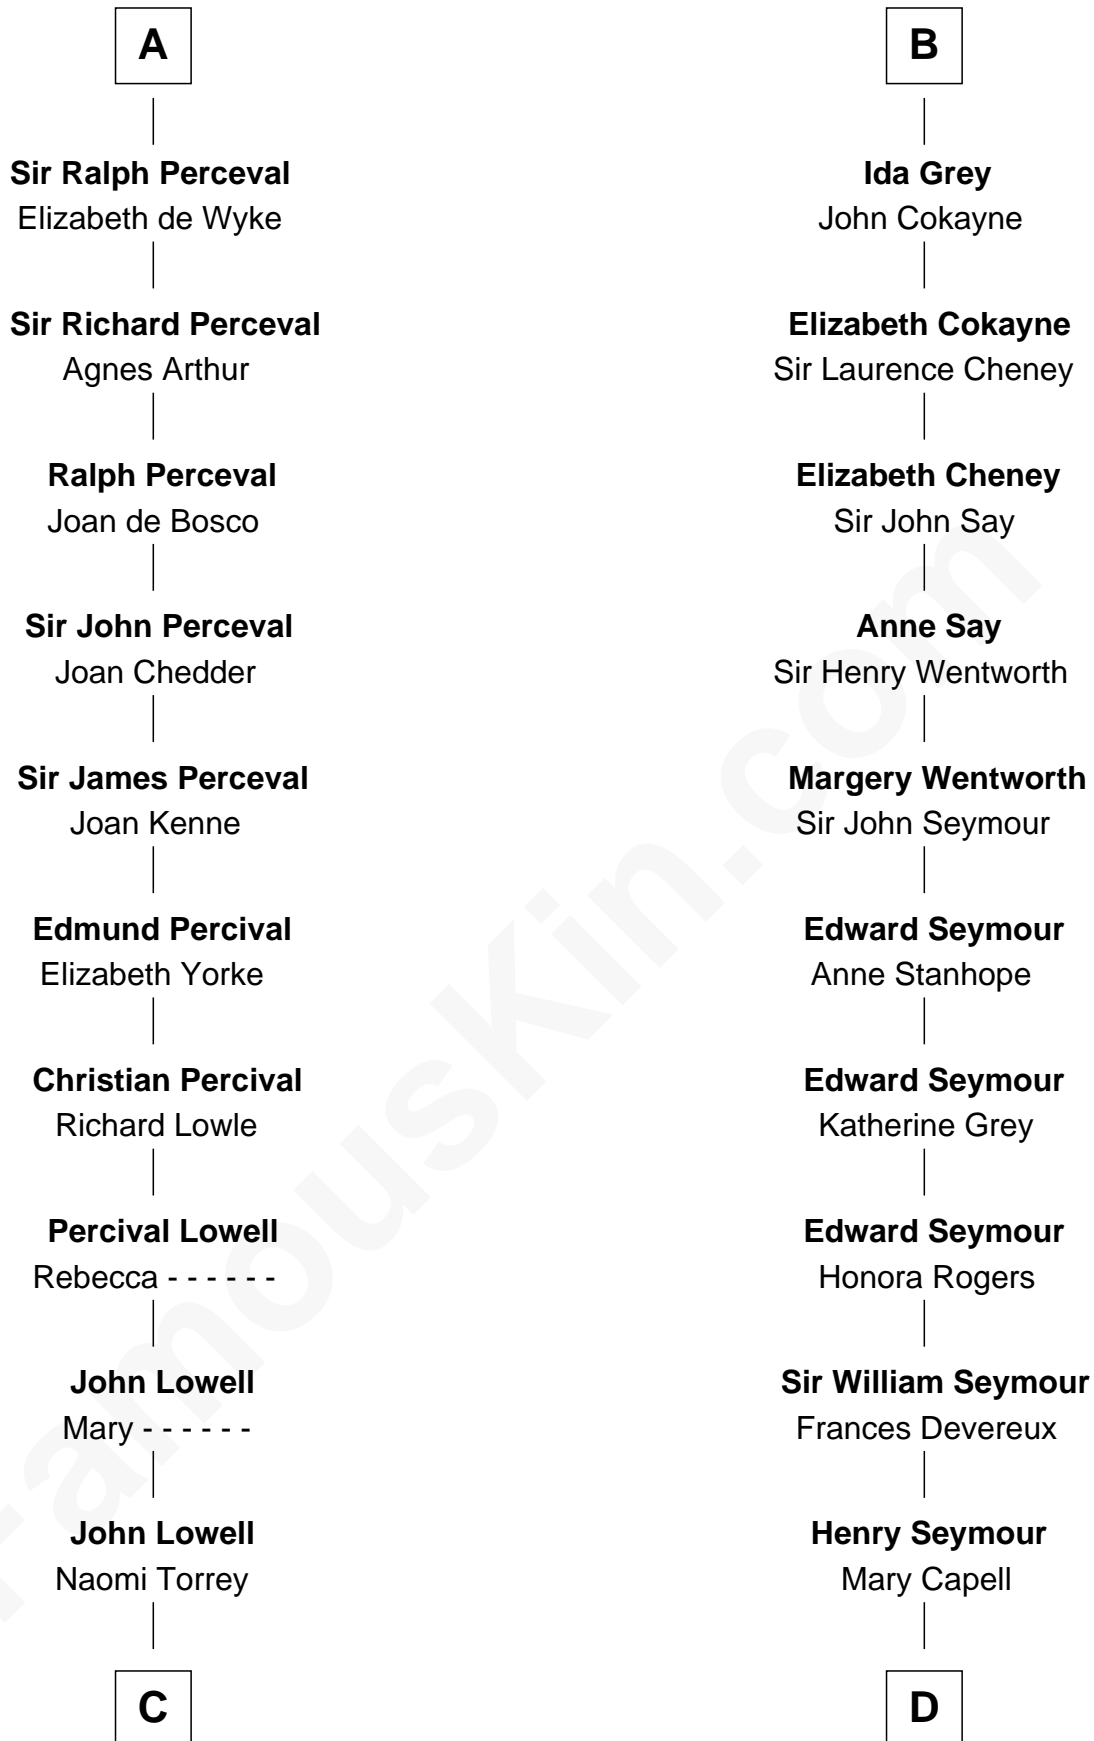 A
Sir Ralph Perceval
Elizabeth de Wyke
Sir Richard Perceval
Agnes Arthur
Ralph Perceval
Joan de Bosco
Sir John Perceval
Joan Chedder
Sir James Perceval
Joan Kenne
Edmund Percival
Elizabeth Yorke
Christian Percival
Richard Lowle
Percival Lowell
Rebecca - - - - - -
John Lowell
Mary - - - - - -
John Lowell
Naomi Torrey
C
B
Ida Grey
John Cokayne
Elizabeth Cokayne
Sir Laurence Cheney
Elizabeth Cheney
Sir John Say
Anne Say
Sir Henry Wentworth
Margery Wentworth
Sir John Seymour
Edward Seymour
Anne Stanhope
Edward Seymour
Katherine Grey
Edward Seymour
Honora Rogers
Sir William Seymour
Frances Devereux
Henry Seymour
Mary Capell
D
FamousKin.com